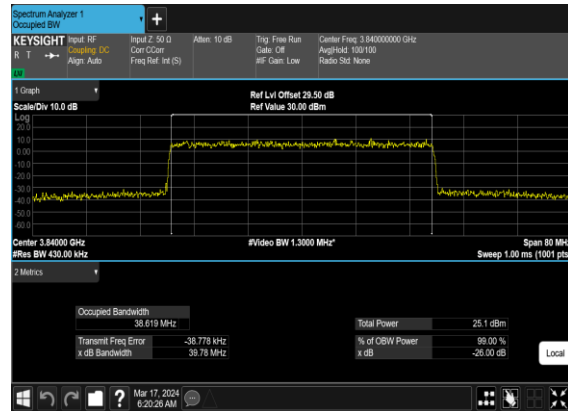 Spectrum Analyzer 1
Occupied BW
+
KEYSIGHT Input: RF Input Z: 50 Ω Atten: 10 dB Trig: Free Run Center Freq: 3.840000000 GHz
R T Coupling: DC Corr CCorr Gate: Off Avg|Hold: 100/100
Align: Auto Freq Ref: Int (S) #IF Gain: Low Radio Std: None
LW
1 Graph
Ref Lvl Offset 29.50 dB
Scale/Div 10.0 dB Ref Value 30.00 dBm
Log
20.0
10.0
0.00
-10.0
-20.0
-30.0
-40.0
-50.0
-60.0
Center 3.84000 GHz #Video BW 1.3000 MHz* Span 80 MHz
#Res BW 430.00 kHz Sweep 1.00 ms (1001 pts
2 Metrics
Occupied Bandwidth
38.619 MHz Total Power 25.1 dBm
Transmit Freq Error -38.778 kHz % of OBW Power 99.00 %
x dB Bandwidth 39.78 MHz x dB -26.00 dB
Local
? Mar 17, 2024
6:20:26 AM